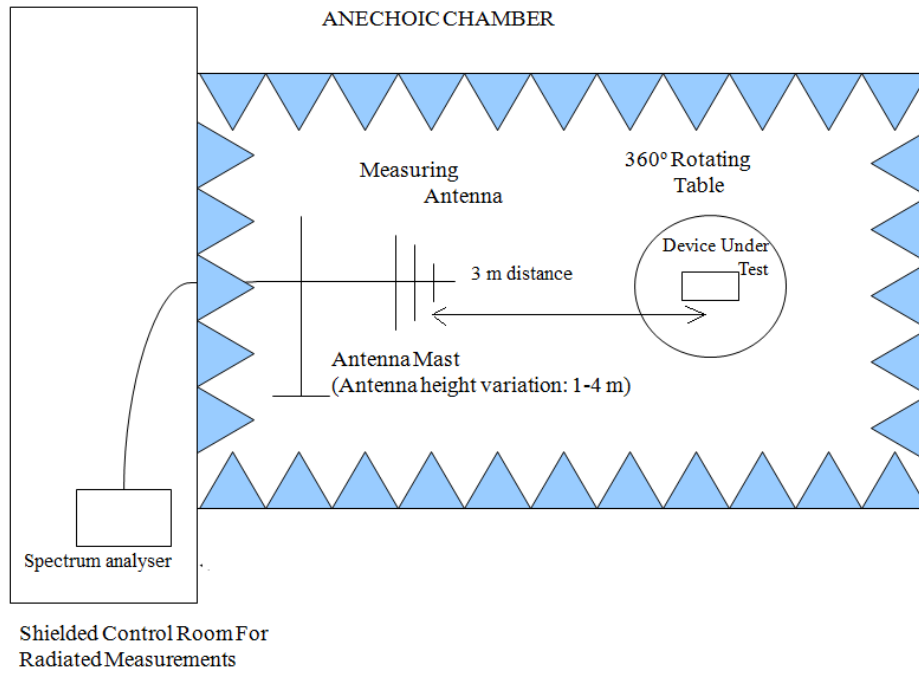 ANECHOIC CHAMBER
Measuring
Antenna
360° Rotating
Table
Device Under
Test
3 m distance
Antenna Mast
(Antenna height variation: 1-4 m)
Spectrum analyser
Shielded Control Room For
Radiated Measurements